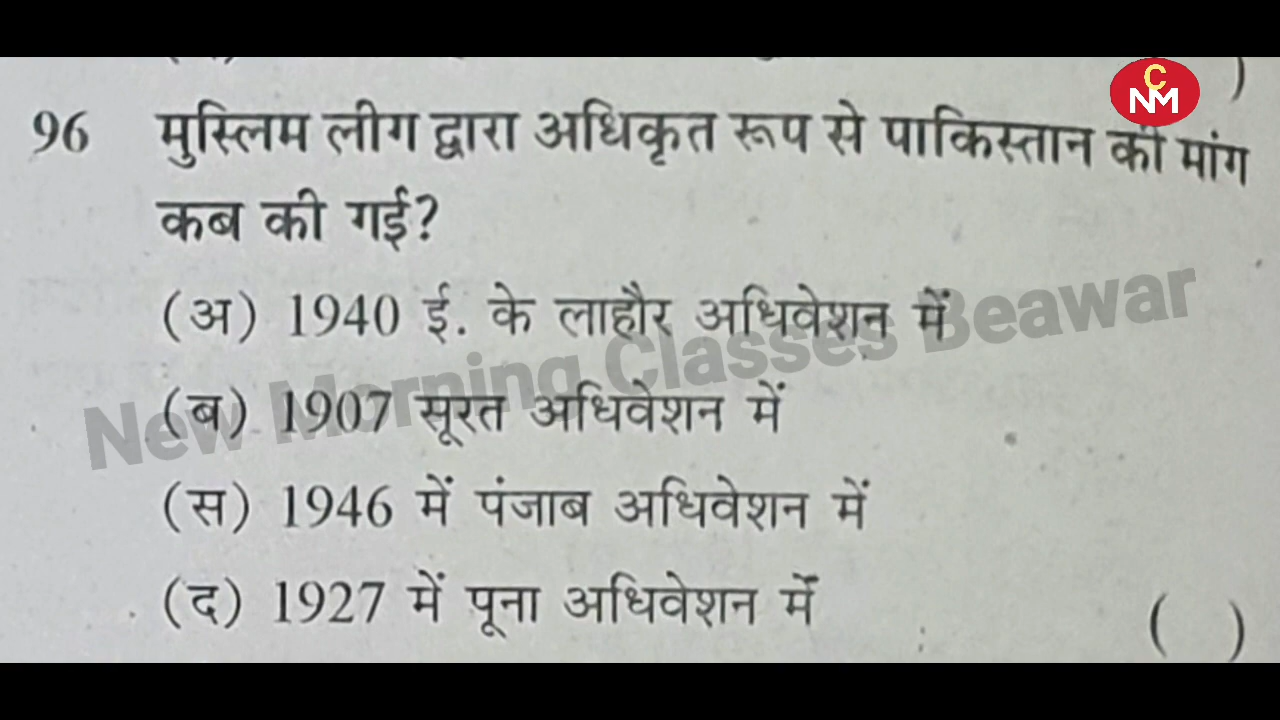 CNM
96 मुस्लिम लीग द्वारा अधिकृत रूप से पाकिस्तान की मांग
कब की गई?
(अ) 1940 ई. के लाहौर अधिवेशन में
(ब) 1907 सूरत अधिवेशन में
(स) 1946 में पंजाब अधिवेशन में
(द) 1927 में पूना अधिवेशन में
( )
New Morning Classes Beawar